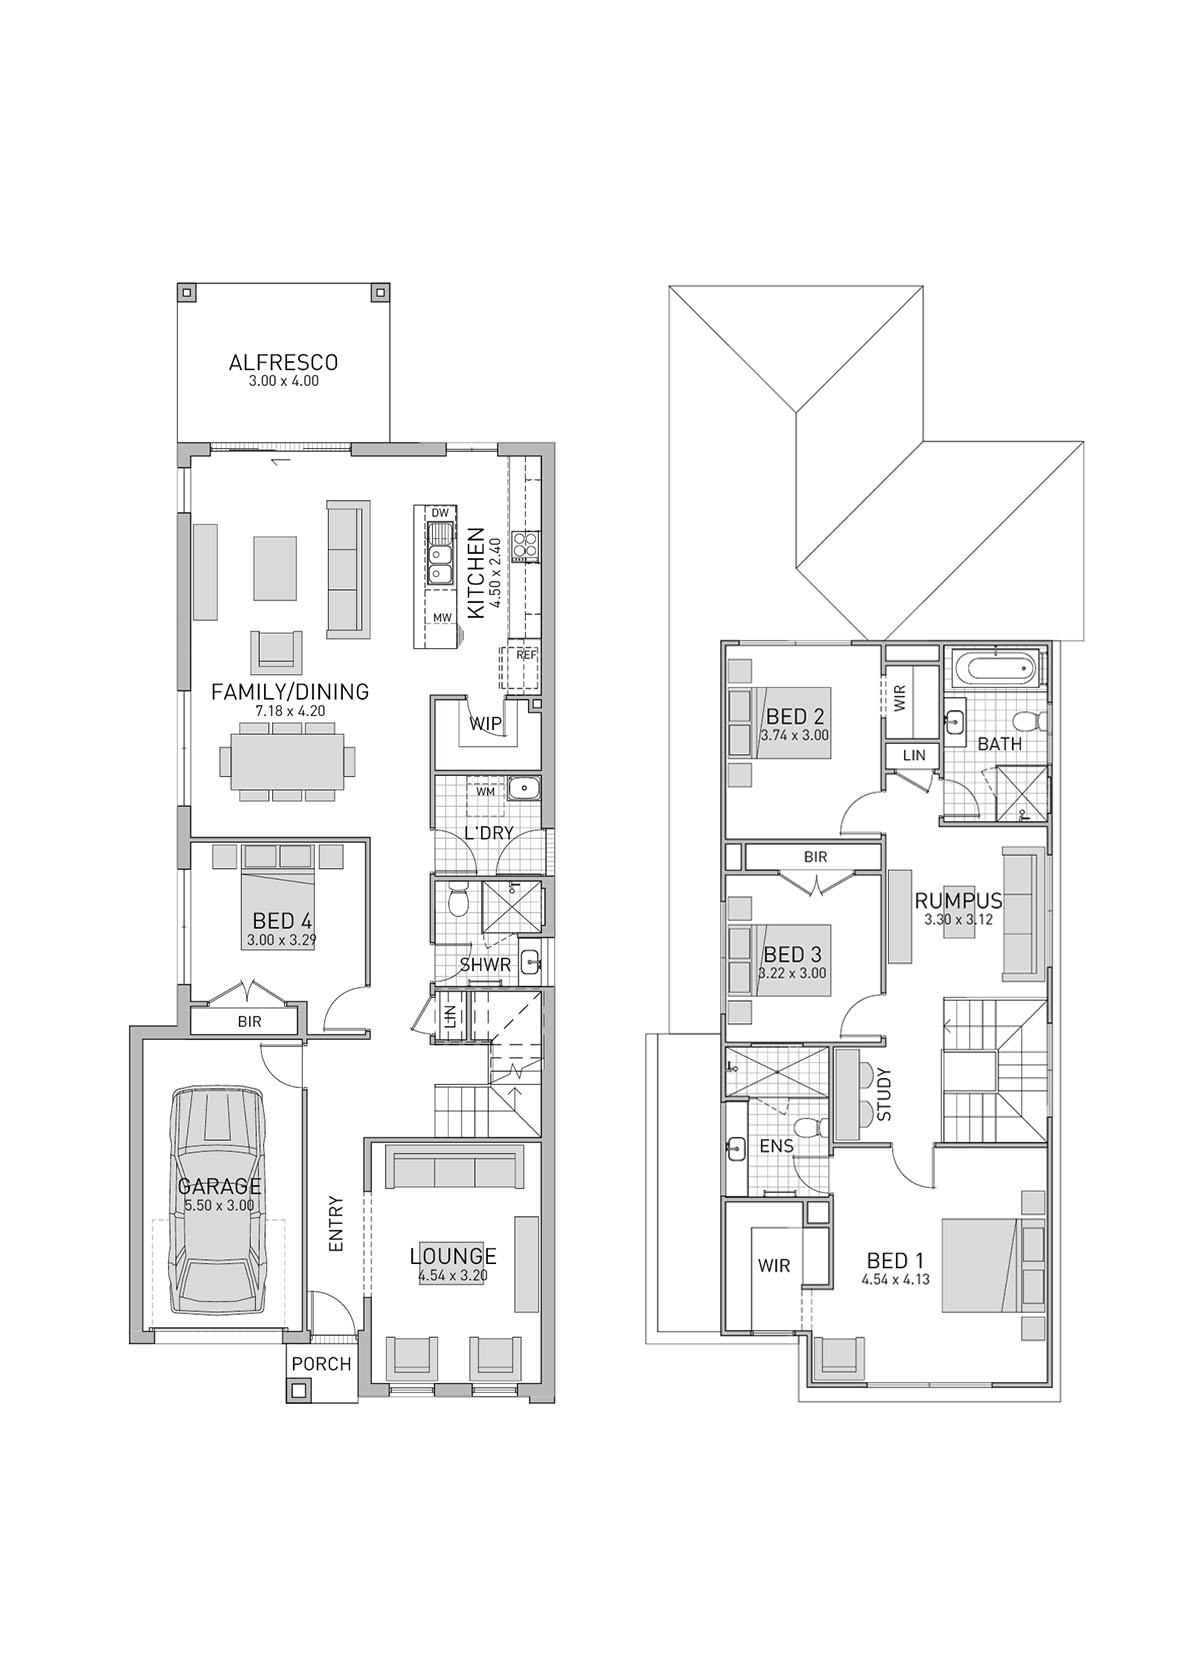 ALFRESCO
3.00 x 4.00
DW
KITCHEN
4.50 x 2.40
MW
REF
FAMILY/DINING
7.18 x 4.20
WIP
WM
L'DRY
BED 4
3.00 x 3.29
SHWR
BIR
LIN
GARAGE
5.50 x 3.00
ENTRY
LOUNGE
4.54 x 3.20
PORCH
BED 2
3.74 x 3.00
WIR
LIN
BATH
BIR
RUMPUS
3.30 x 3.12
BED 3
3.22 x 3.00
STUDY
ENS
WIR
BED 1
4.54 x 4.13